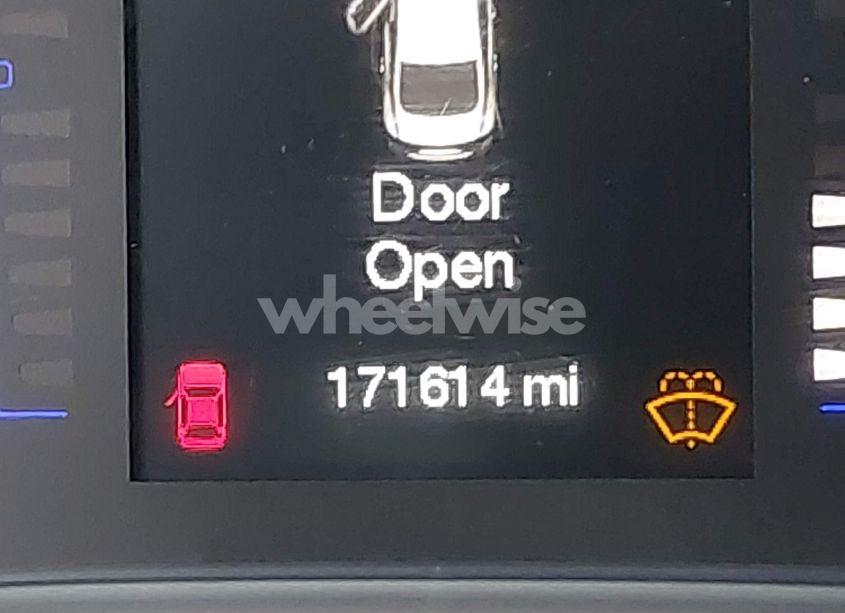 Door
Open
wheelwise
171614 mi